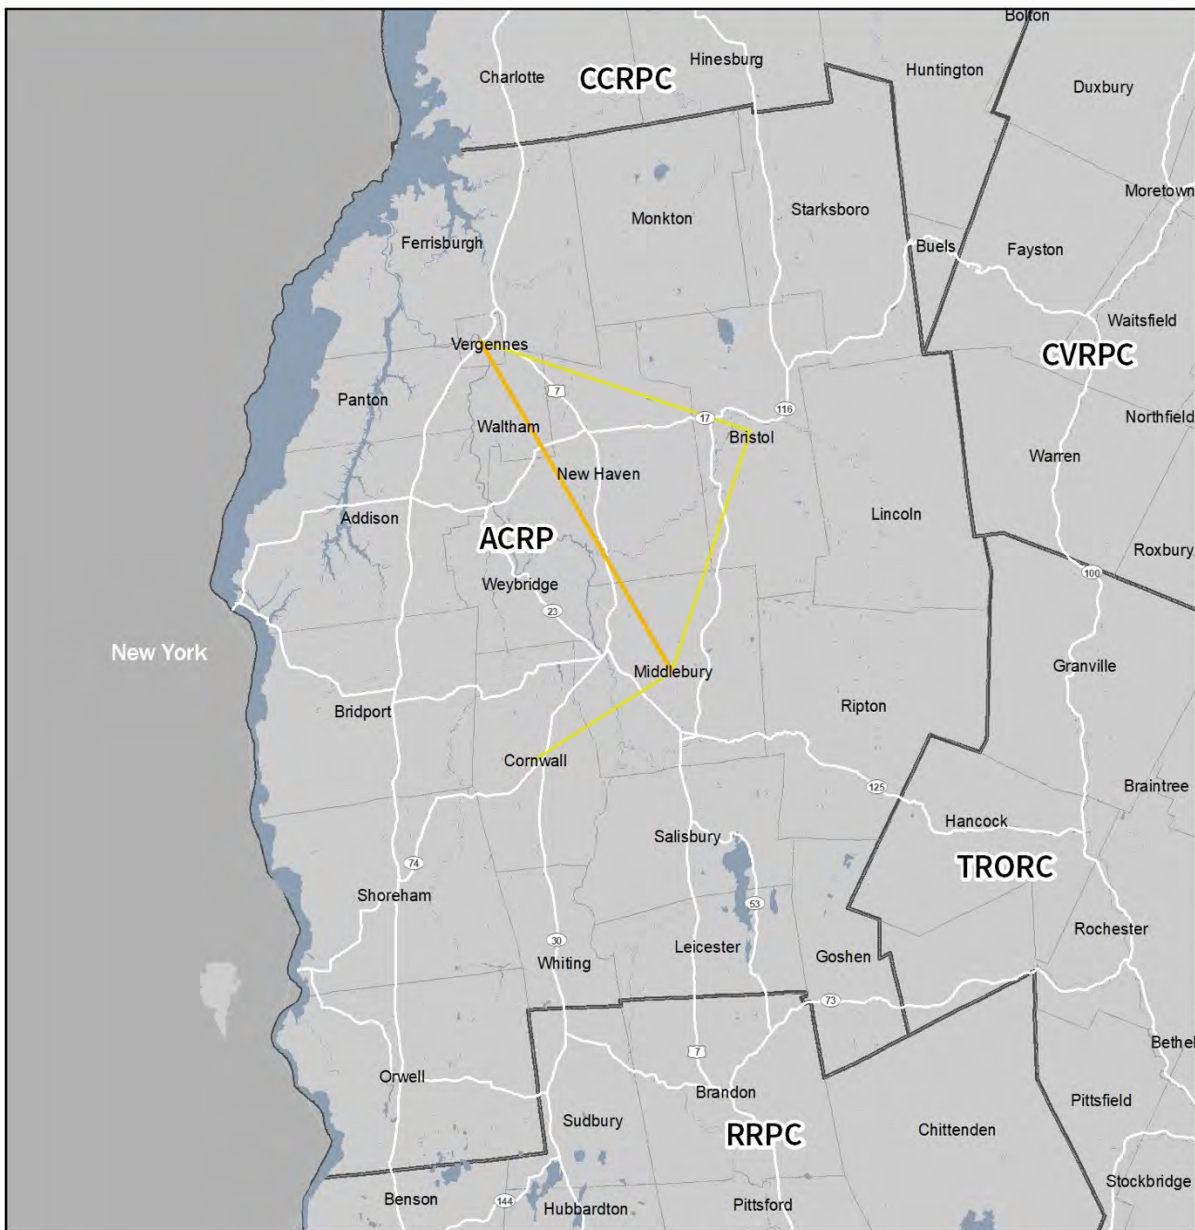 Bolton
Hinesburg
Charlotte
CCRPC
Huntington
Duxbury
Moretown
Monkton
Starksboro
Ferrisburgh
Buels
Fayston
Waitsfield
Vergennes
CVRPC
7
Panton
116
17
Northfield
Waltham
Bristol
Warren
New Haven
Addison
Lincoln
ACRP
Roxbury
100
Weybridge
23
New York
Granville
Middlebury
Ripton
Bridport
Cornwall
125
Braintree
Hancock
Salisbury
74
TRORC
Shoreham
53
Rochester
30
Leicester
Goshen
Whiting
73
Bethel
7
Orwell
Brandon
Pittsfield
Sudbury
RRPC
Chittenden
Stockbridge
Benson
144
Hubbardton
Pittsford